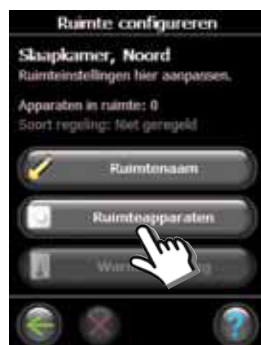 Ruimte configureren
Slaapkamer, Noord
Ruimteinstellingen hier aanpassen.
Apparaten in ruimte: 0
Soort regeling: Niet geregeld
Ruimtenaam
Ruimteapparaten
?